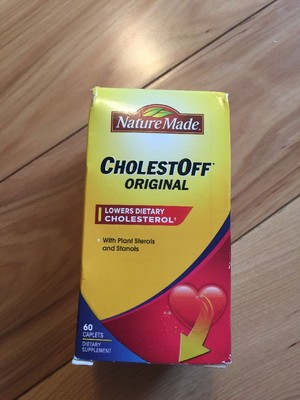 Nature Made®
CHOLESTOFF®
ORIGINAL
LOWERS DIETARY
CHOLESTEROL†
• With Plant Sterols
and Stanols
60
CAPLETS
DIETARY
SUPPLEMENT